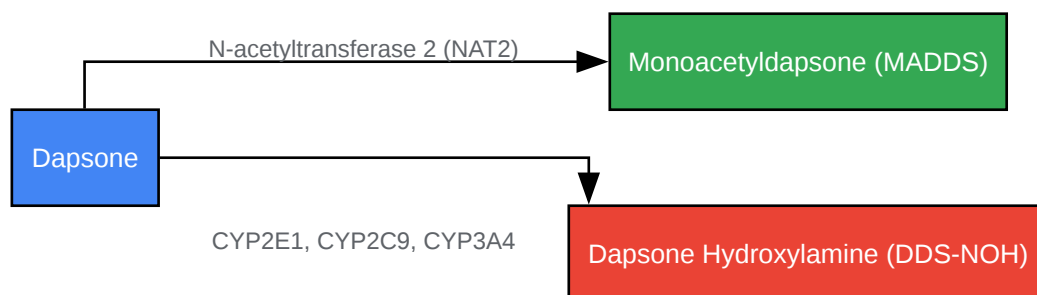 N-acetyltransferase 2 (NAT2)
Monoacetyldapsone (MADDS)
Dapsone
CYP2E1, CYP2C9, CYP3A4
Dapsone Hydroxylamine (DDS-NOH)